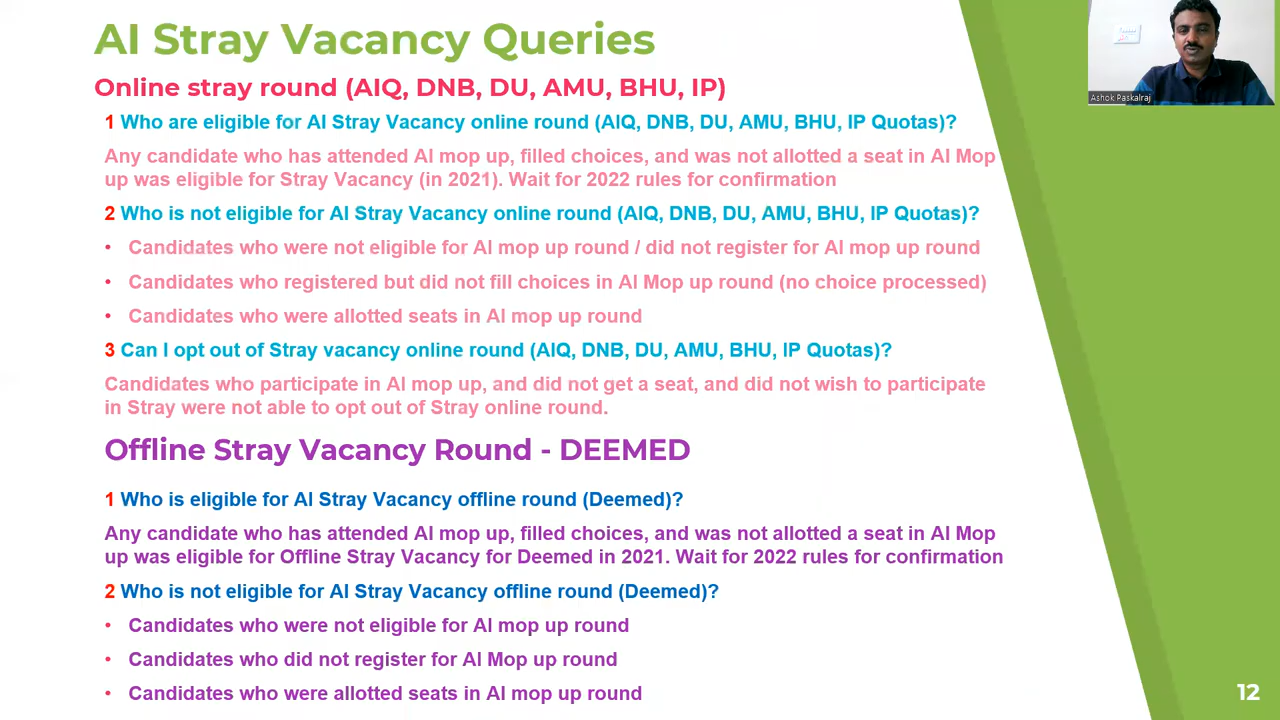 AI Stray Vacancy Queries
Online stray round (AIQ, DNB, DU, AMU, BHU, IP)
1 Who are eligible for AI Stray Vacancy online round (AIQ, DNB, DU, AMU, BHU, IP Quotas)?
Any candidate who has attended AI mop up, filled choices, and was not allotted a seat in AI Mop
up was eligible for Stray Vacancy (in 2021). Wait for 2022 rules for confirmation
2 Who is not eligible for AI Stray Vacancy online round (AIQ, DNB, DU, AMU, BHU, IP Quotas)?
• Candidates who were not eligible for AI mop up round / did not register for AI mop up round
• Candidates who registered but did not fill choices in AI Mop up round (no choice processed)
• Candidates who were allotted seats in AI mop up round
3 Can I opt out of Stray vacancy online round (AIQ, DNB, DU, AMU, BHU, IP Quotas)?
Candidates who participate in AI mop up, and did not get a seat, and did not wish to participate
in Stray were not able to opt out of Stray online round.
Offline Stray Vacancy Round - DEEMED
1 Who is eligible for AI Stray Vacancy offline round (Deemed)?
Any candidate who has attended AI mop up, filled choices, and was not allotted a seat in AI Mop
up was eligible for Offline Stray Vacancy for Deemed in 2021. Wait for 2022 rules for confirmation
2 Who is not eligible for AI Stray Vacancy offline round (Deemed)?
• Candidates who were not eligible for AI mop up round
• Candidates who did not register for AI Mop up round
• Candidates who were allotted seats in AI mop up round
Ashok Paskalraj
12